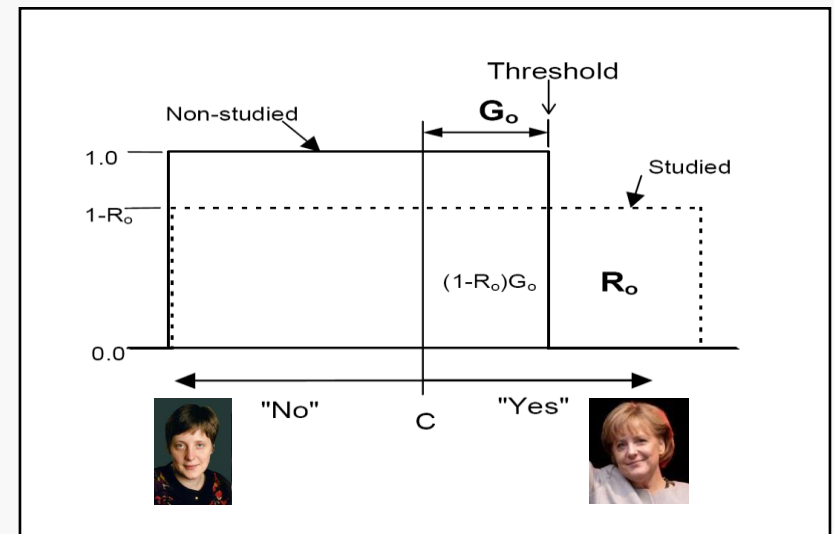 Threshold
Gₒ
Non-studied
1.0
Studied
1-Rₒ
(1-Rₒ)Gₒ
Rₒ
0.0
"No"
C
"Yes"